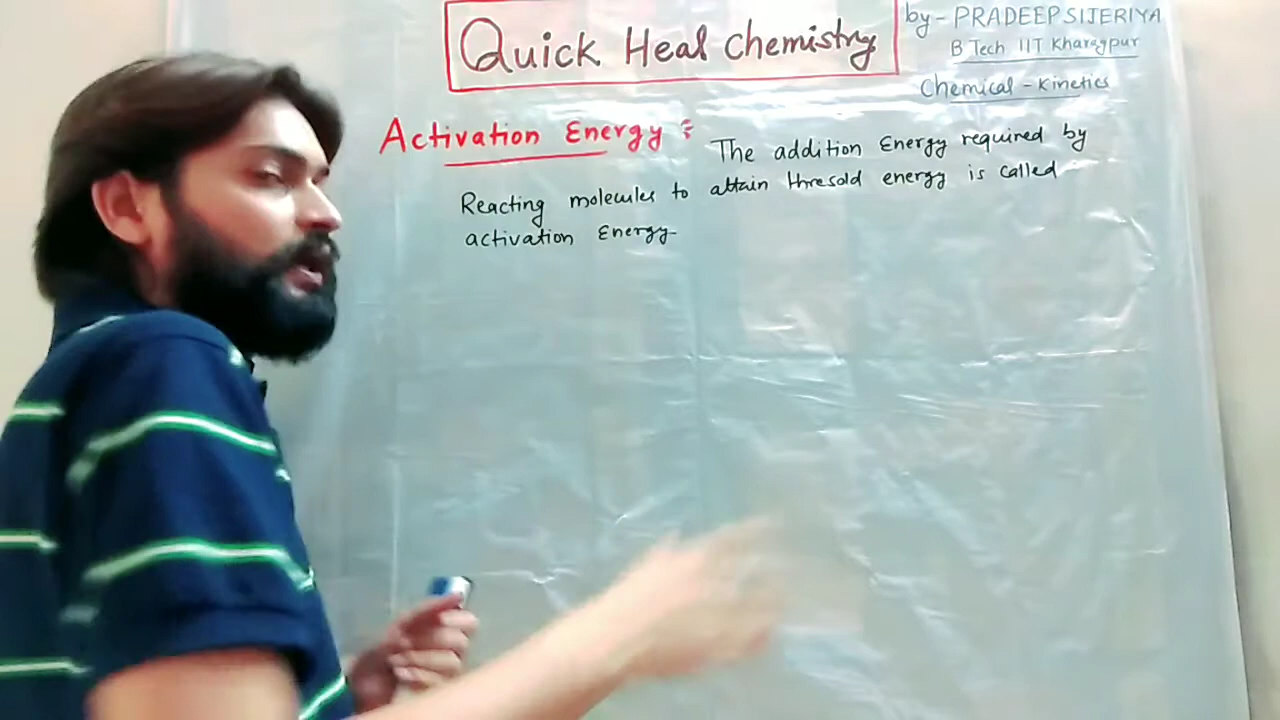 Quick Heal Chemistry
by- PRADEEP SIJERIYA
B Tech IIT Kharagpur
Chemical - Kinetics
Activation Energy : The addition Energy required by
Reacting molecules to attain thresold energy is called
activation Energy